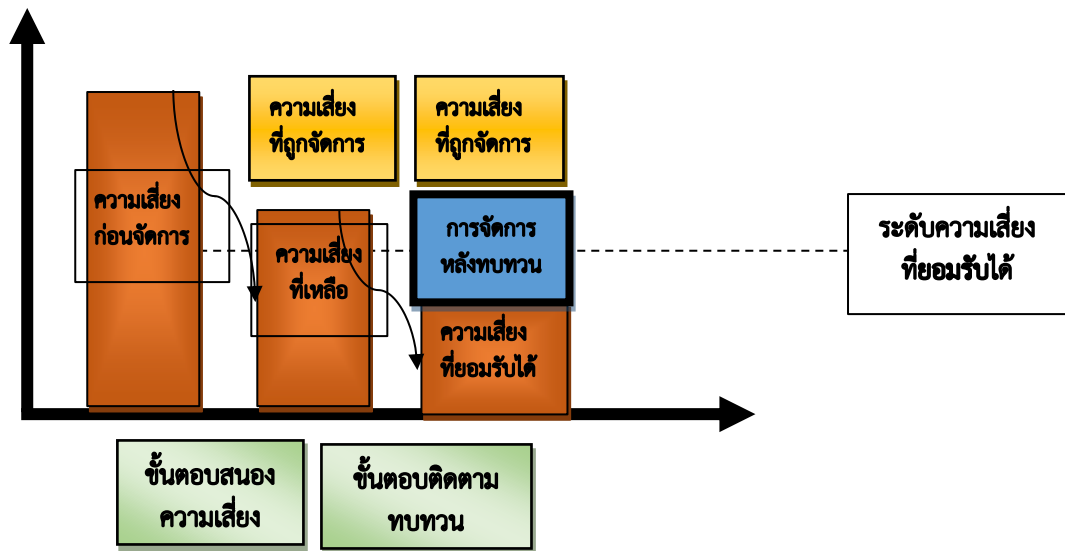 ความเสี่ยง
ที่ถูกจัดการ
ความเสี่ยง
ที่ถูกจัดการ
ความเสี่ยง
ก่อนจัดการ
ความเสี่ยง
ที่เหลือ
การจัดการ
หลังทบทวน
ระดับความเสี่ยง
ที่ยอมรับได้
ความเสี่ยง
ที่ยอมรับได้
ขั้นตอบสนอง
ความเสี่ยง
ขั้นตอบติดตาม
ทบทวน